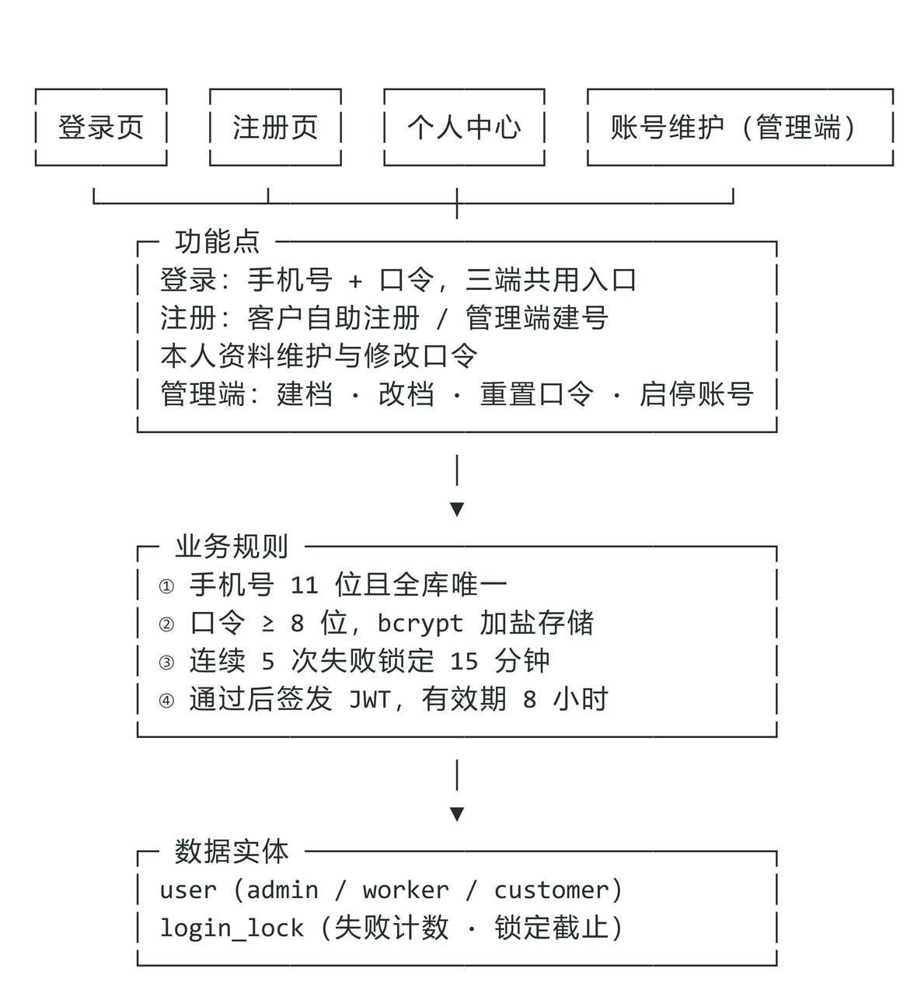 登录页 注册页 个人中心 账号维护（管理端）
功能点
登录：手机号 + 口令，三端共用入口
注册：客户自助注册 / 管理端建号
本人资料维护与修改口令
管理端：建档 · 改档 · 重置口令 · 启停账号
业务规则
① 手机号 11 位且全库唯一
② 口令 ≥ 8 位，bcrypt 加盐存储
③ 连续 5 次失败锁定 15 分钟
④ 通过后签发 JWT，有效期 8 小时
数据实体
user（admin / worker / customer）
login_lock（失败计数 · 锁定截止）